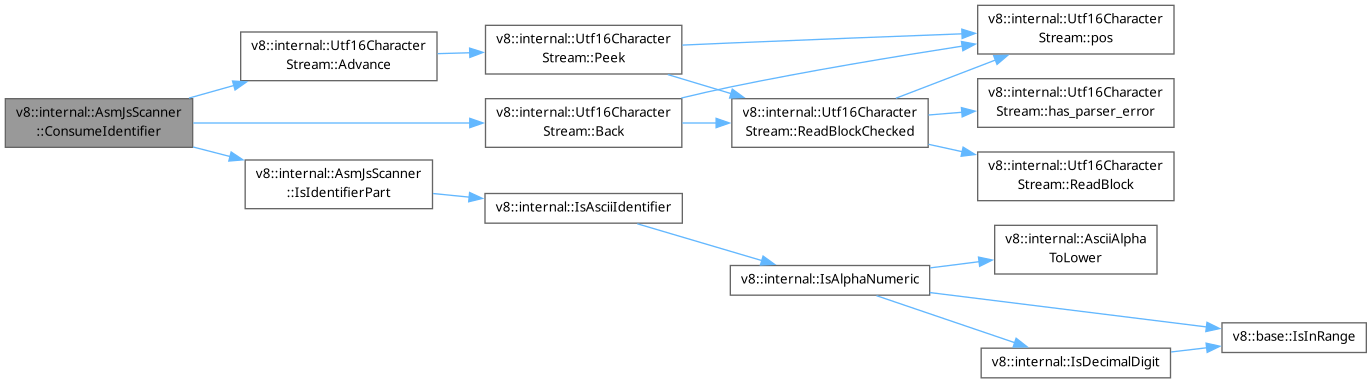 v8::internal::AsmJsScanner
::ConsumeIdentifier
v8::internal::Utf16Character
Stream::Advance
v8::internal::Utf16Character
Stream::Back
v8::internal::AsmJsScanner
::IsIdentifierPart
v8::internal::Utf16Character
Stream::Peek
v8::internal::IsAsciiIdentifier
v8::internal::Utf16Character
Stream::ReadBlockChecked
v8::internal::IsAlphaNumeric
v8::internal::Utf16Character
Stream::pos
v8::internal::Utf16Character
Stream::has_parser_error
v8::internal::Utf16Character
Stream::ReadBlock
v8::internal::AsciiAlpha
ToLower
v8::internal::IsDecimalDigit
v8::base::IsInRange